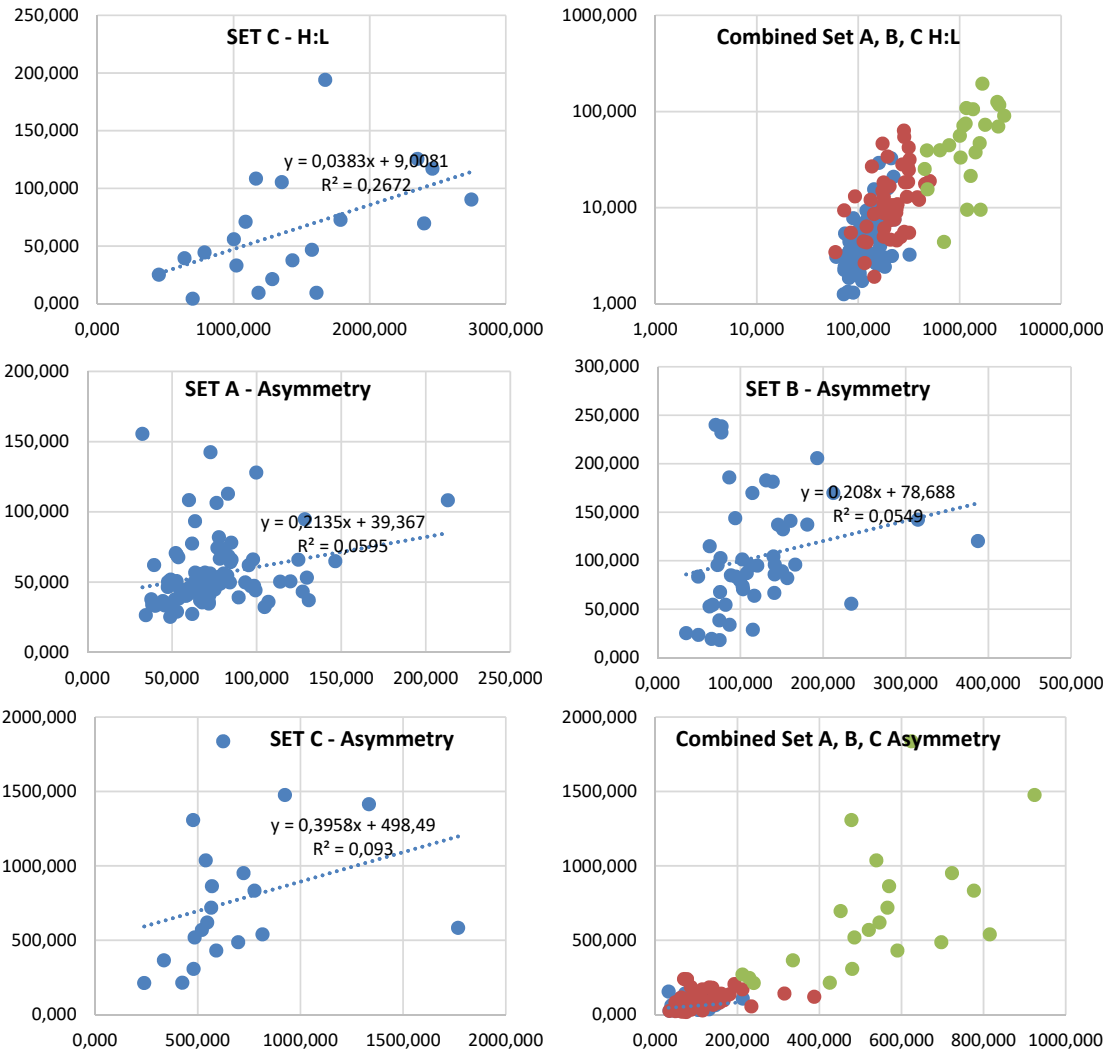 SET C - H:L
250,000
200,000
150,000
100,000
50,000
0,000
y = 0,0383x + 9,0081
R² = 0,2672
0,000 1000,000 2000,000 3000,000
Combined Set A, B, C H:L
1000,000
100,000
10,000
1,000
1,000 10,000 100,000 1000,000 10000,000
SET A - Asymmetry
200,000
150,000
100,000
50,000
0,000
y = 0,2135x + 39,367
R² = 0,0595
0,000 50,000 100,000 150,000 200,000 250,000
SET B - Asymmetry
300,000
250,000
200,000
150,000
100,000
50,000
0,000
y = 0,208x + 78,688
R² = 0,0549
0,000 100,000 200,000 300,000 400,000 500,000
SET C - Asymmetry
2000,000
1500,000
1000,000
500,000
0,000
y = 0,3958x + 498,49
R² = 0,093
0,000 500,000 1000,000 1500,000 2000,000
Combined Set A, B, C Asymmetry
2000,000
1500,000
1000,000
500,000
0,000
0,000 200,000 400,000 600,000 800,000 1000,000